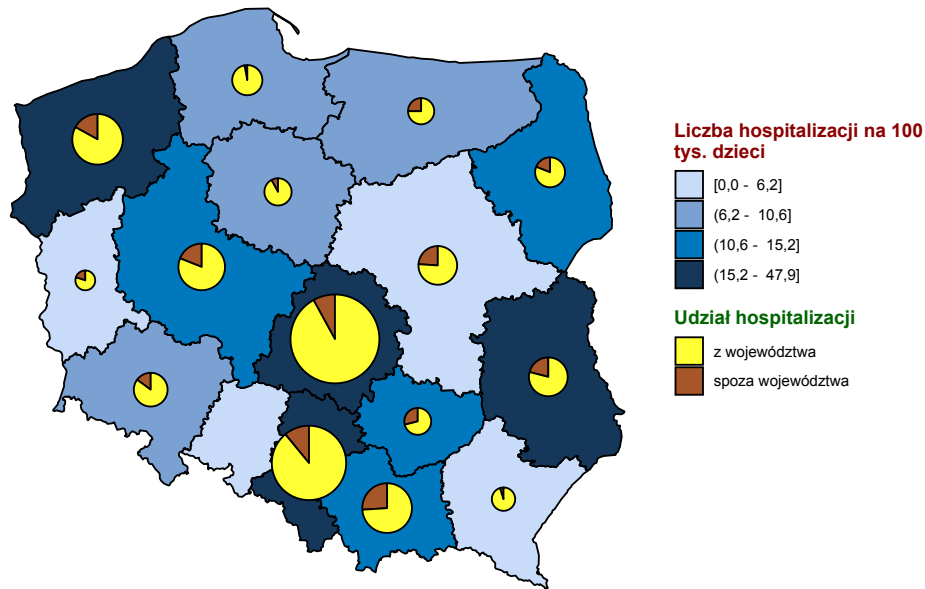 Liczba hospitalizacji na 100
tys. dzieci
[0,0 - 6,2]
(6,2 - 10,6]
(10,6 - 15,2]
(15,2 - 47,9]
Udział hospitalizacji
z województwa
spoza województwa